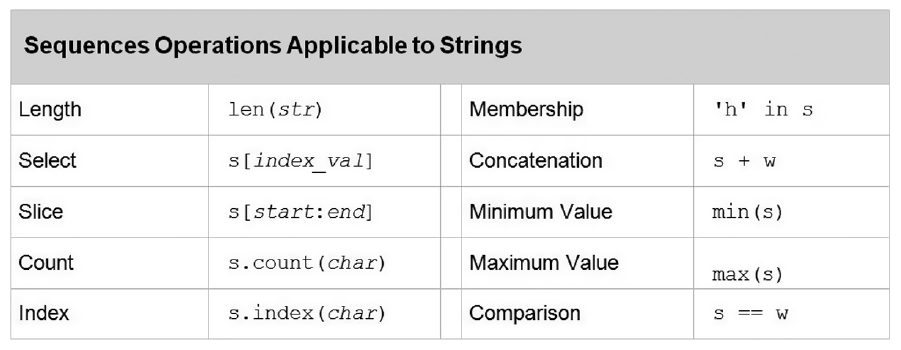 Sequences Operations Applicable to Strings
Length len(str) Membership 'h' in s
Select s[index_val] Concatenation s + w
Slice s[start:end] Minimum Value min(s)
Count s.count(char) Maximum Value max(s)
Index s.index(char) Comparison s == w